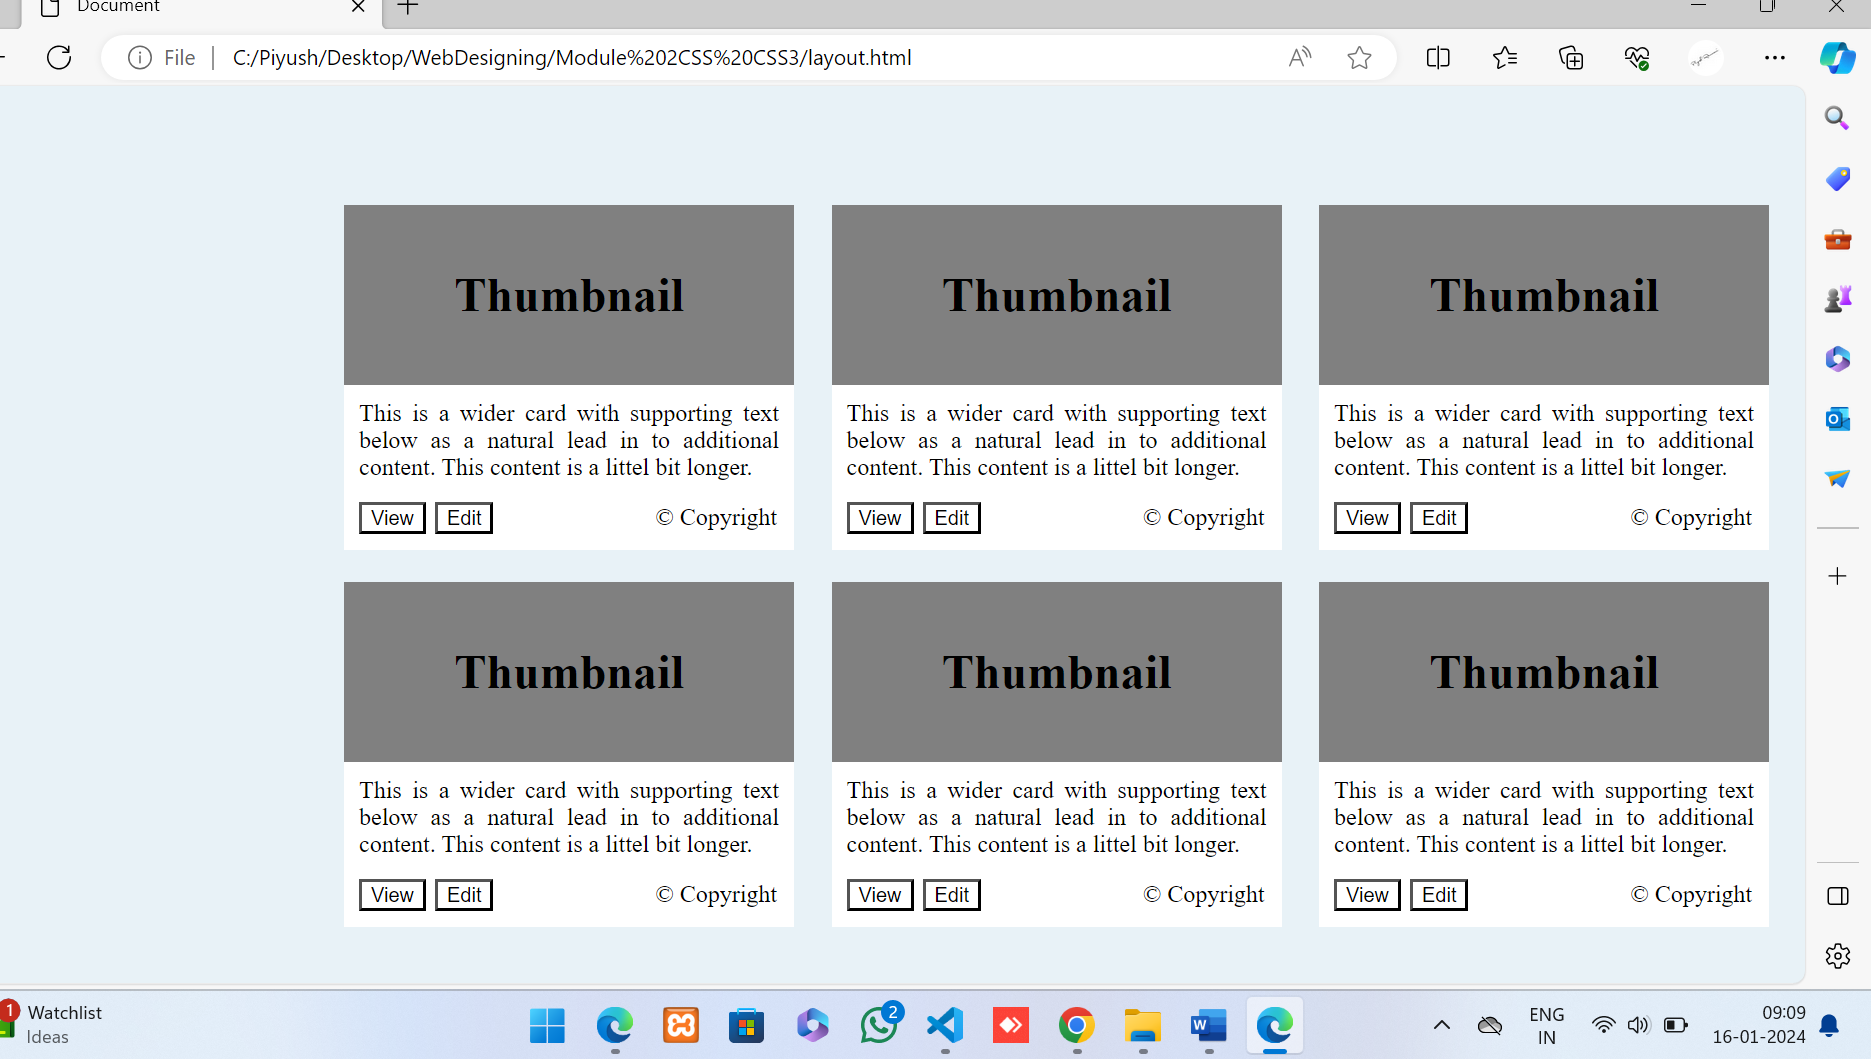 Document
File
C:/Piyush/Desktop/WebDesigning/Module%202CSS%20CSS3/layout.html
Thumbnail
This is a wider card with supporting text
below as a natural lead in to additional
content. This content is a littel bit longer.
View Edit © Copyright
Thumbnail
This is a wider card with supporting text
below as a natural lead in to additional
content. This content is a littel bit longer.
View Edit © Copyright
Thumbnail
This is a wider card with supporting text
below as a natural lead in to additional
content. This content is a littel bit longer.
View Edit © Copyright
Thumbnail
This is a wider card with supporting text
below as a natural lead in to additional
content. This content is a littel bit longer.
View Edit © Copyright
Thumbnail
This is a wider card with supporting text
below as a natural lead in to additional
content. This content is a littel bit longer.
View Edit © Copyright
Thumbnail
This is a wider card with supporting text
below as a natural lead in to additional
content. This content is a littel bit longer.
View Edit © Copyright
1
Watchlist
Ideas
2
ENG
IN
09:09
16-01-2024